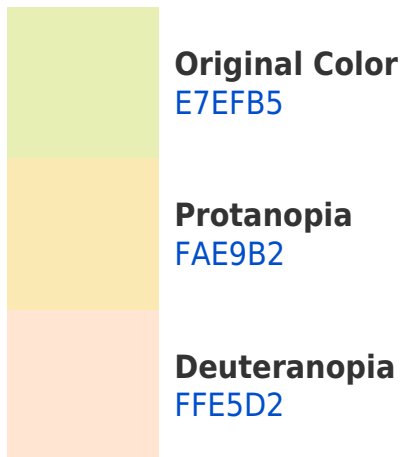 Original Color
E7EFB5
Protanopia
FAE9B2
Deuteranopia
FFE5D2